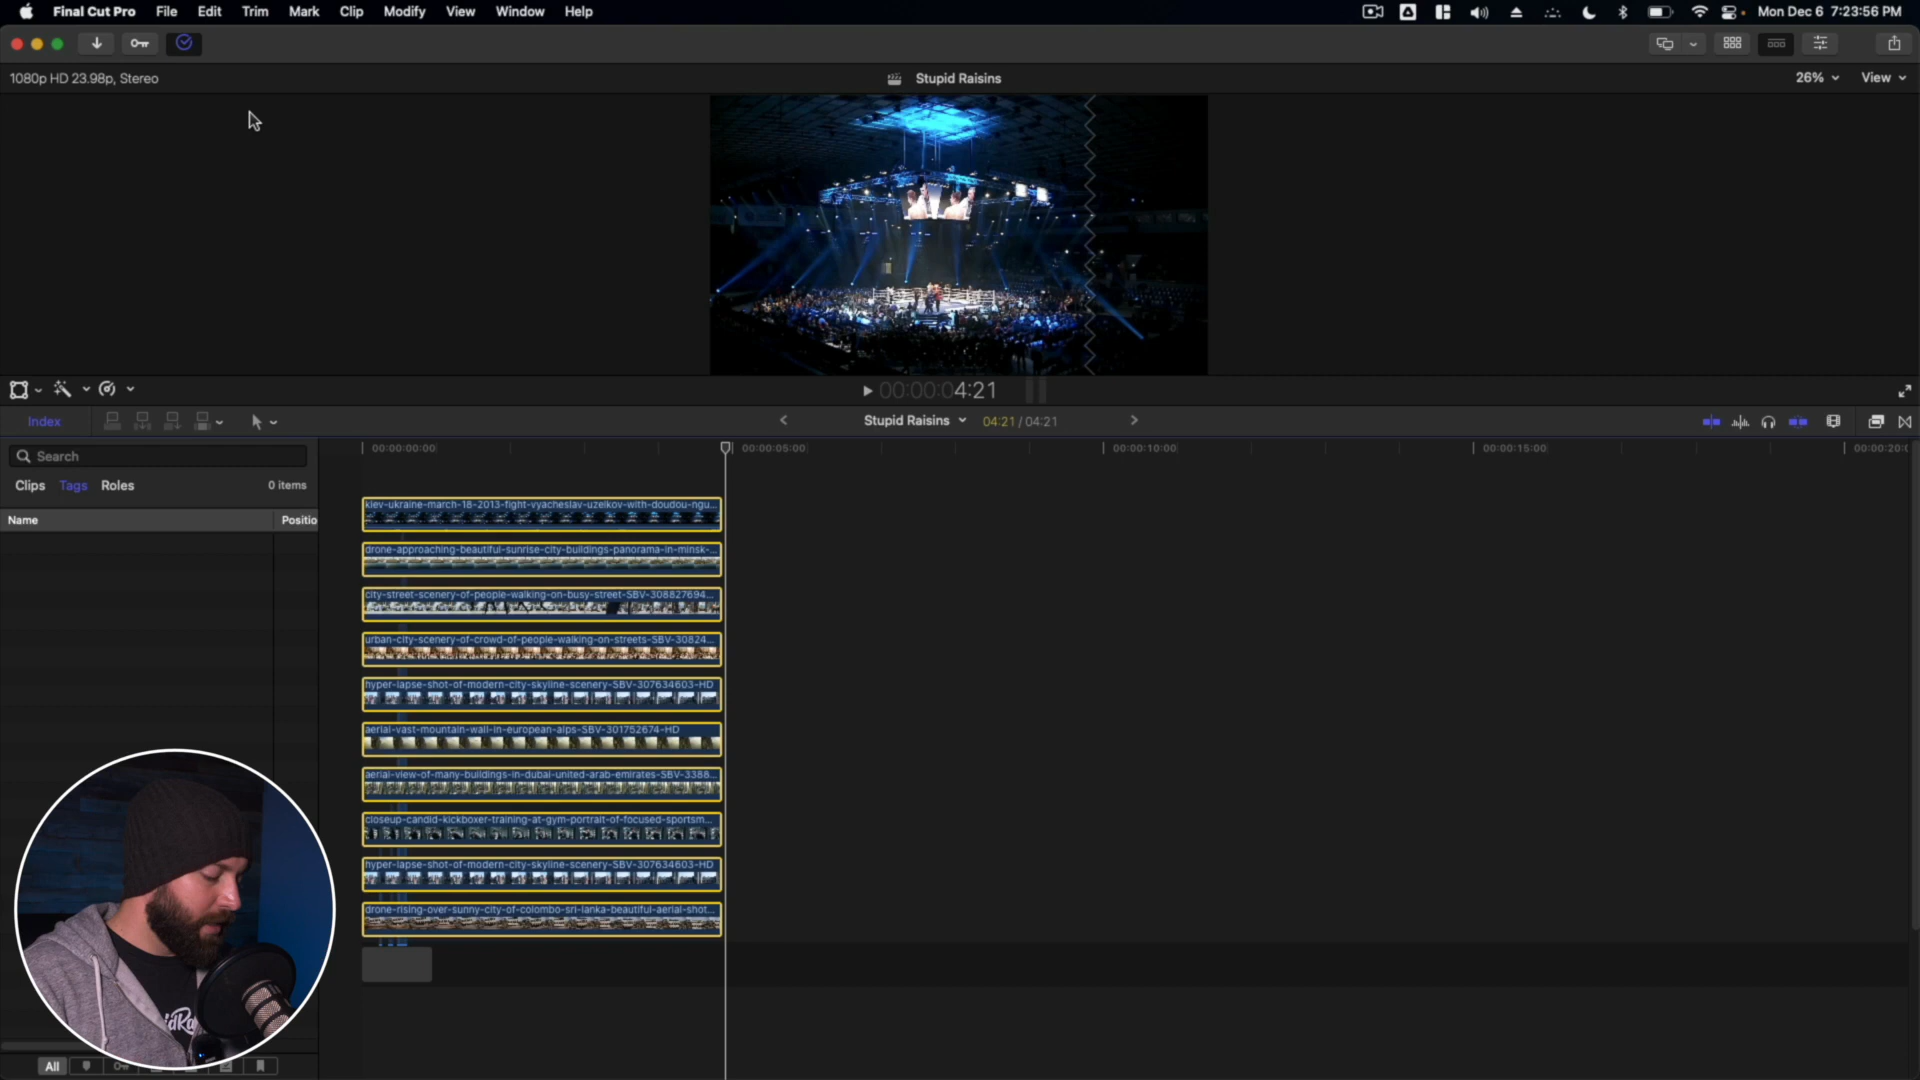 Final Cut Pro File Edit Trim Mark Clip Modify View Window Help Mon Dec 6 7:23:56 PM
1080p HD 23.98p, Stereo Stupid Raisins 26% View
00:00:04:21
Index Stupid Raisins 04:21 / 04:21
Search
00:00:00:00 00:00:05:00 00:00:10:00 00:00:15:00 00:00:20:0
Clips Tags Roles 0 items
Name Positio
kiev-ukraine-march-18-2013-fight-vyacheslav-uzelkov-with-doudou-ngu...
drone-approaching-beautiful-sunrise-city-buildings-panorama-in-minsk-...
city-street-scenery-of-people-walking-on-busy-street-SBV-308827694...
urban-city-scenery-of-crowd-of-people-walking-on-streets-SBV-30824...
hyper-lapse-shot-of-modern-city-skyline-scenery-SBV-307634603-HD
aerial-vast-mountain-wall-in-european-alps-SBV-301752674-HD
aerial-view-of-many-buildings-in-dubai-united-arab-emirates-SBV-3388...
closeup-candid-kickboxer-training-at-gym-portrait-of-focused-sportsm...
hyper-lapse-shot-of-modern-city-skyline-scenery-SBV-307634603-HD
drone-rising-over-sunny-city-of-colombo-sri-lanka-beautiful-aerial-shot...
All